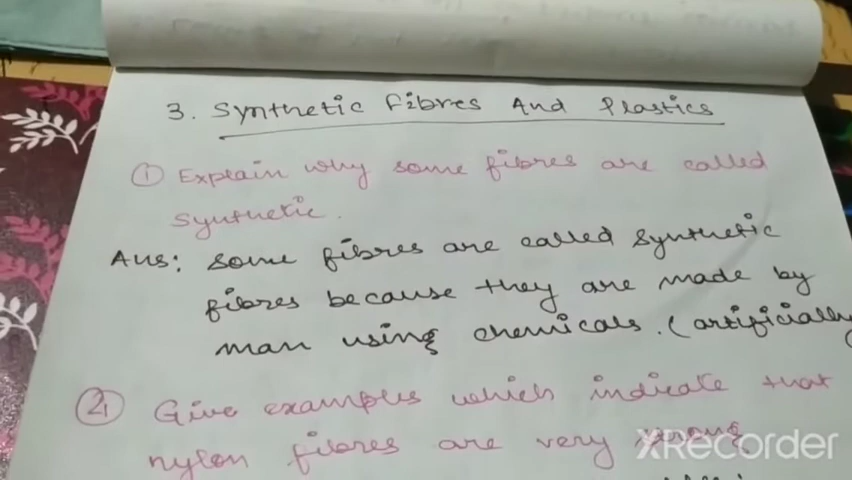 3. Synthetic Fibres And Plastics
① Explain why some fibres are called
synthetic.
Ans: Some fibres are called synthetic
fibres because they are made by
man using chemicals. (artificially
② Give examples which indicate that
nylon fibres are very strong
XRecorder